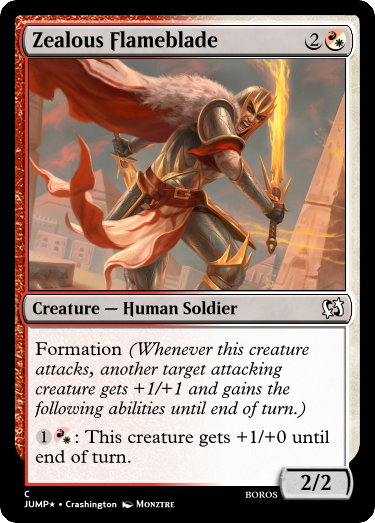 Zealous Flameblade 2
Creature — Human Soldier
Formation (Whenever this creature
attacks, another target attacking
creature gets +1/+1 and gains the
following abilities until end of turn.)
1 : This creature gets +1/+0 until
end of turn.
2/2
C
JUMP★ • Crashington MONZTRE
BOROS